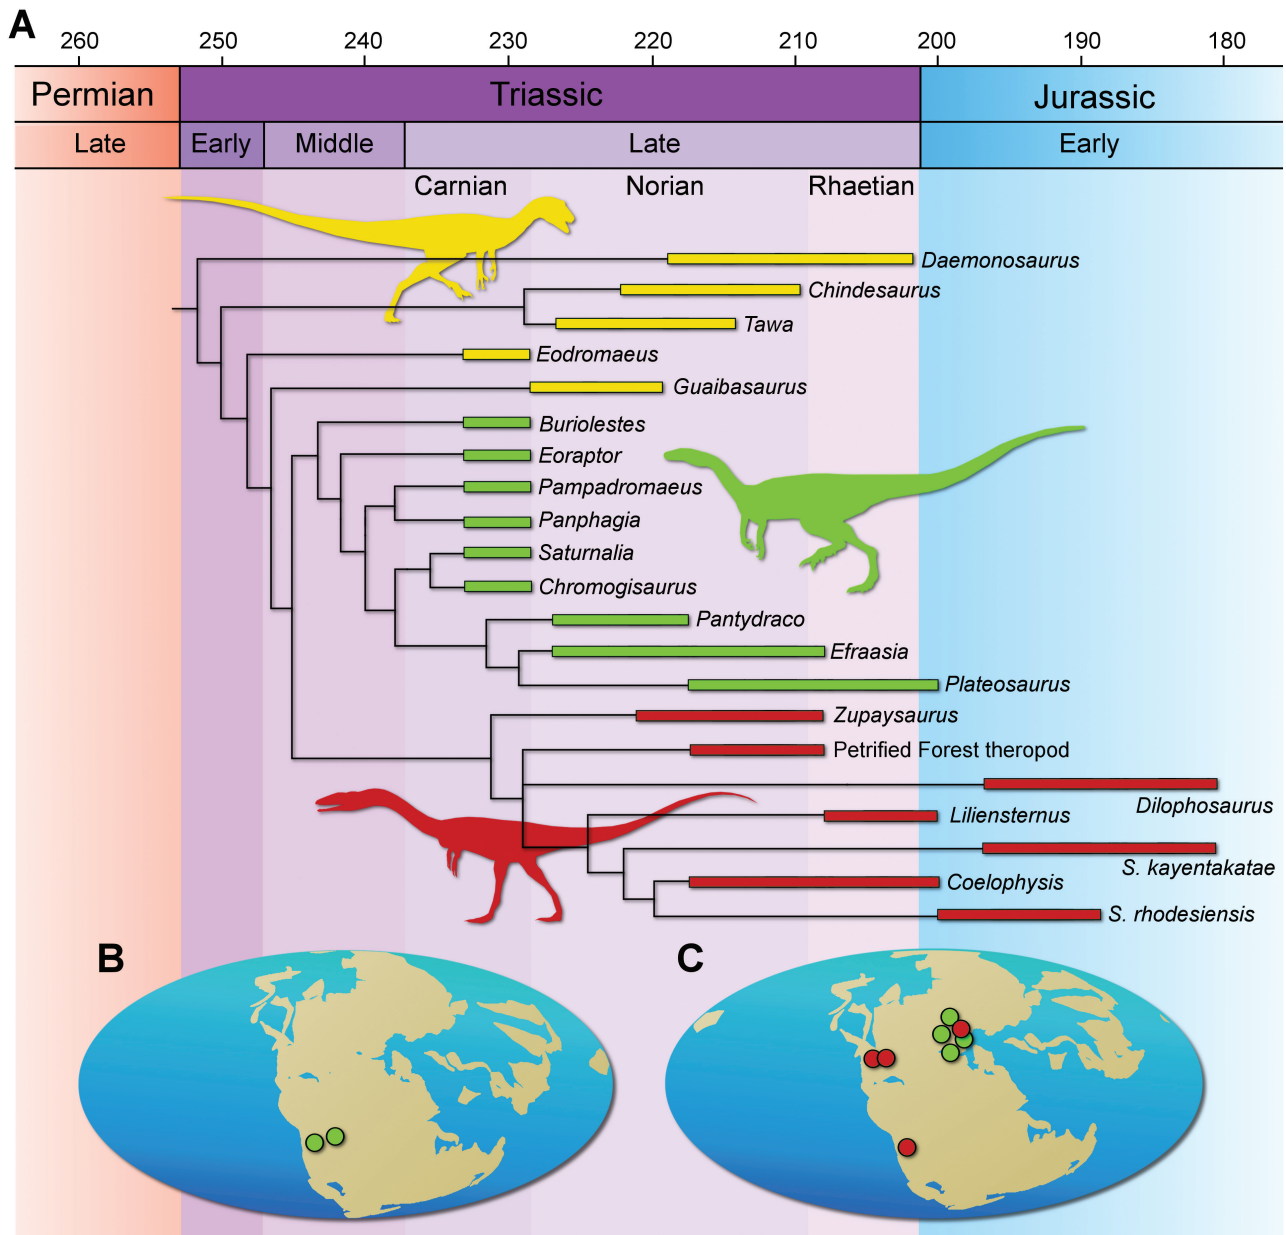 A
260 250 240 230 220 210 200 190 180
Permian Triassic Jurassic
Late Early Middle Late Early
Carnian Norian Rhaetian
Daemonosaurus
Chindesaurus
Tawa
Eodromaeus
Guaibasaurus
Buriolestes
Eoraptor
Pampadromaeus
Panphagia
Saturnalia
Chromogisaurus
Pantydraco
Efraasia
Plateosaurus
Zupaysaurus
Petrified Forest theropod
Dilophosaurus
Liliensternus
S. kayentakatae
Coelophysis
S. rhodesiensis
B C